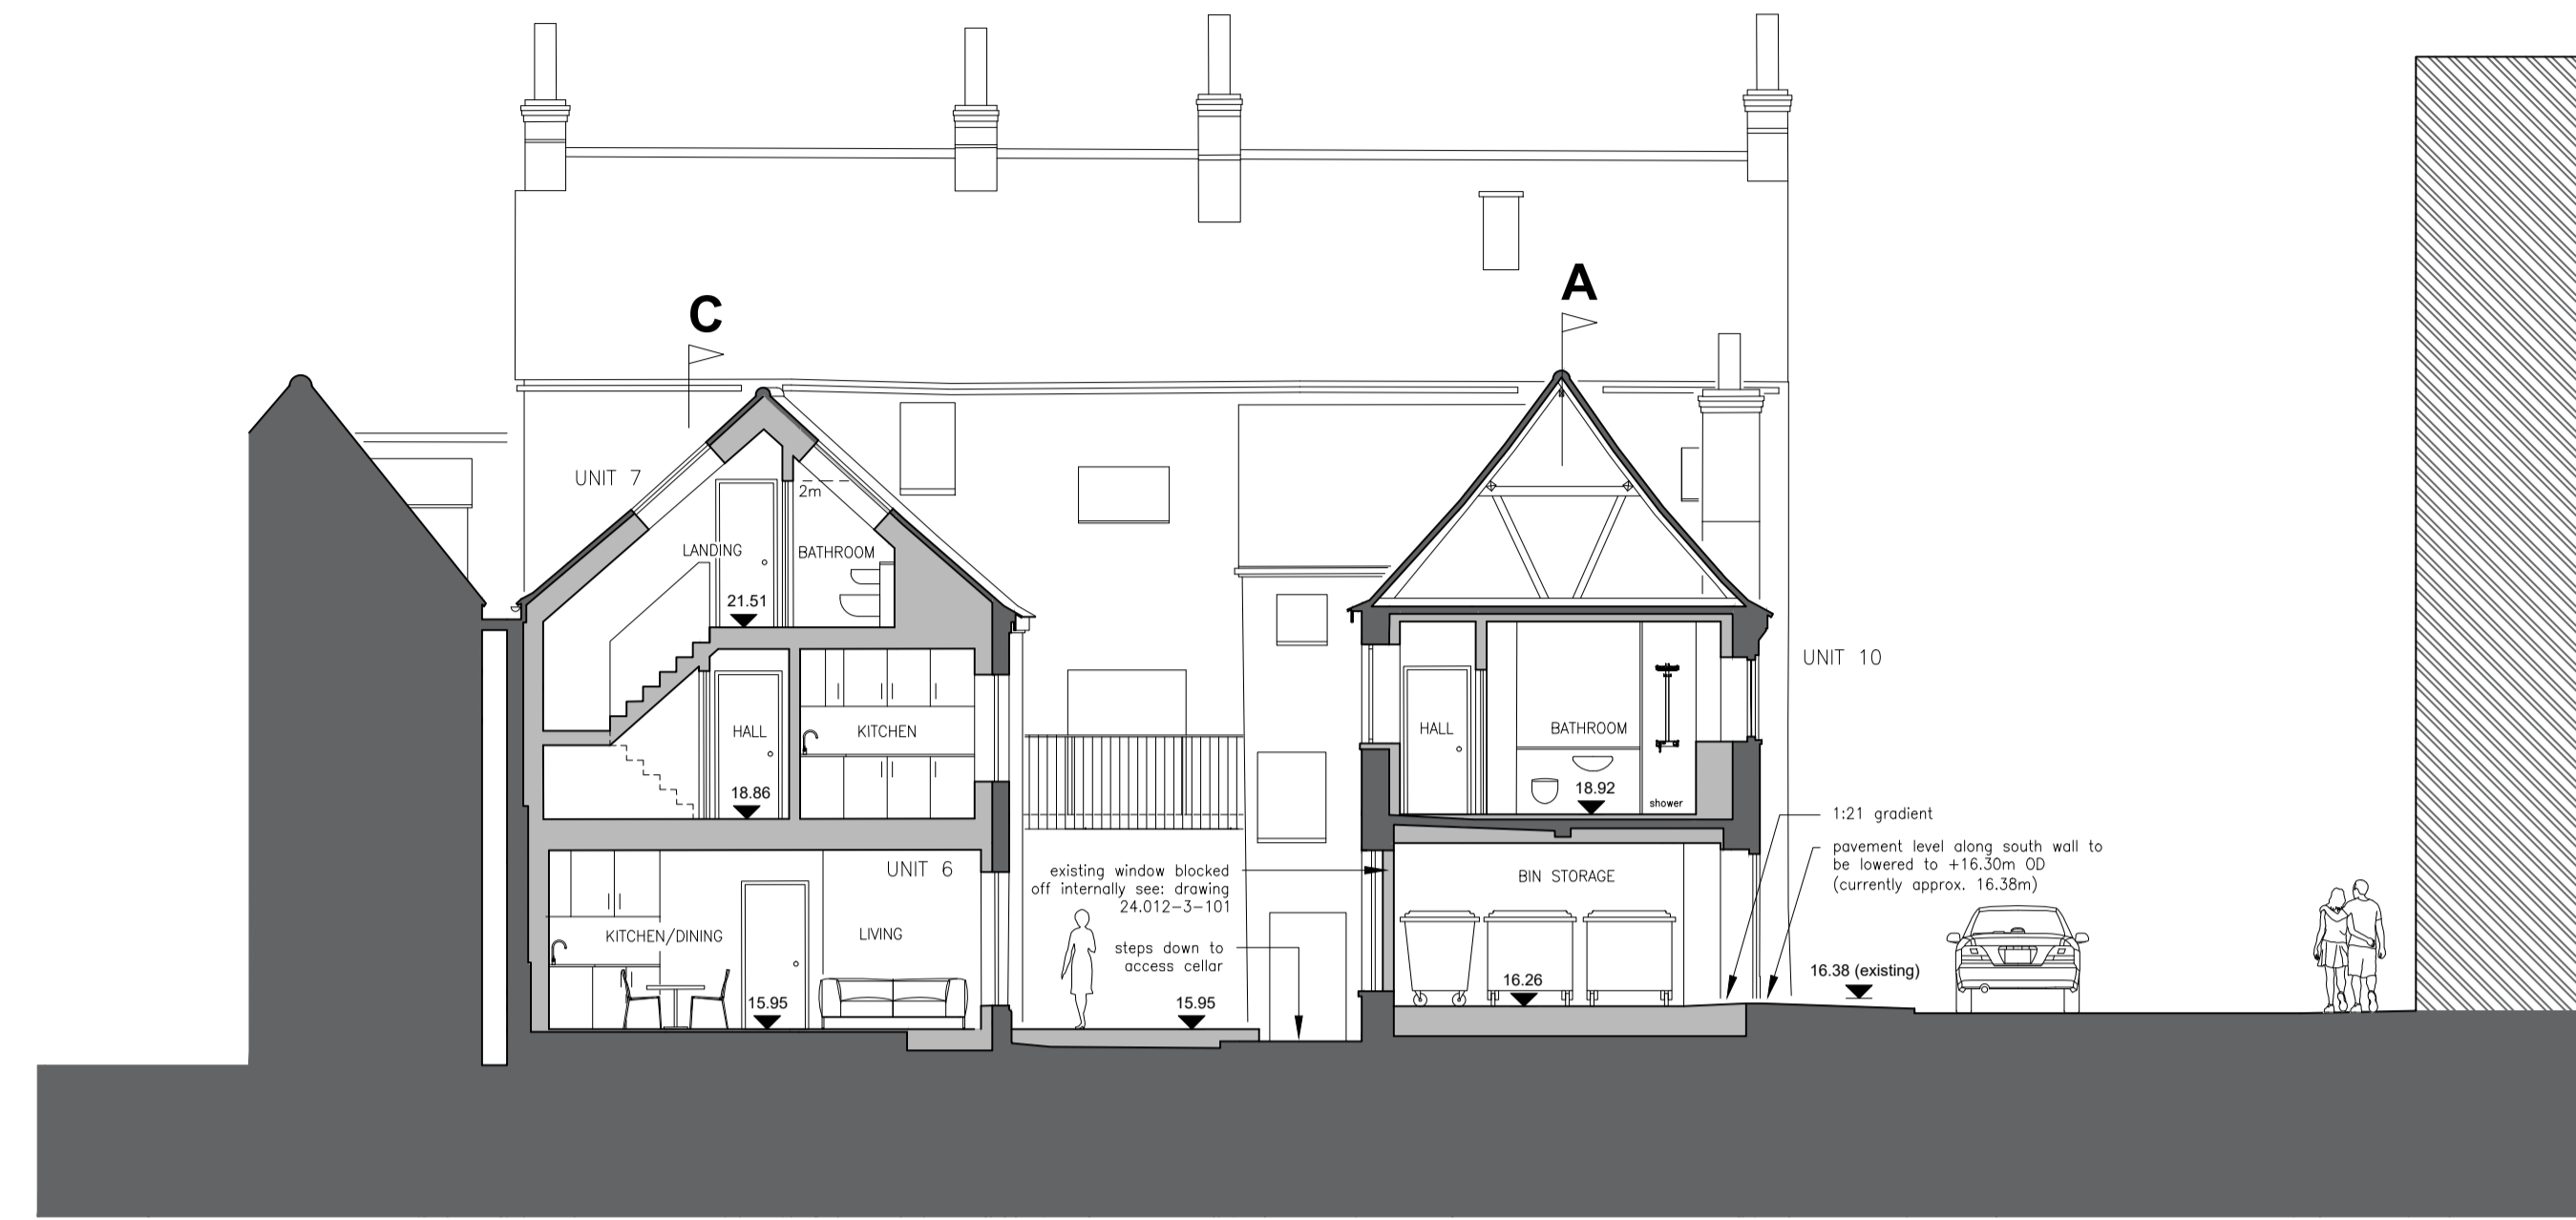 C
A
UNIT 7
2m
LANDING
BATHROOM
21.51
UNIT 10
HALL
KITCHEN
HALL
BATHROOM
18.86
18.92
shower
1:21 gradient
pavement level along south wall to
be lowered to +16.30m OD
(currently approx. 16.38m)
UNIT 6
existing window blocked
off internally see: drawing
24.012-3-101
BIN STORAGE
KITCHEN/DINING
LIVING
steps down to
access cellar
16.38 (existing)
16.26
15.95
15.95